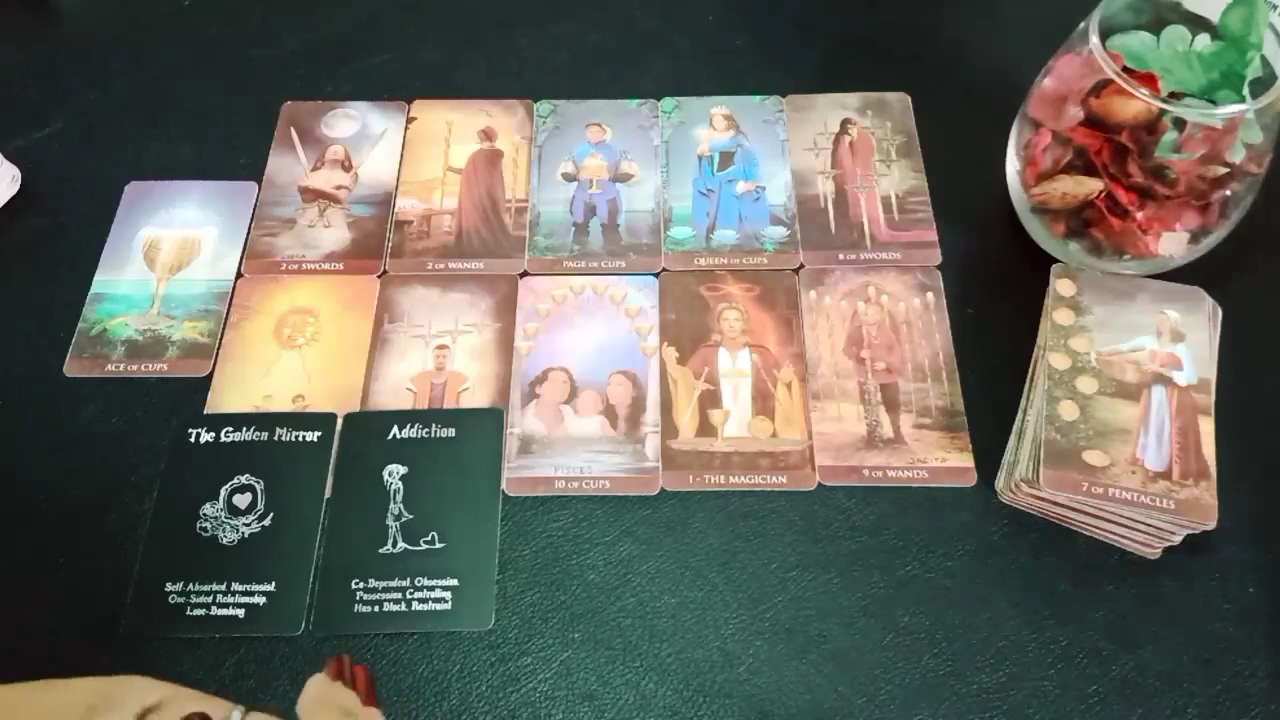 2 OF SWORDS
2 OF WANDS
PAGE OF CUPS
QUEEN OF CUPS
8 OF SWORDS
ACE OF CUPS
PISCES
10 OF CUPS
1 - THE MAGICIAN
9 OF WANDS
7 OF PENTACLES
The Golden Mirror
Self-Absorbed, Narcissist,
One-Sided Relationship,
Love-Bombing
Addiction
Co-Dependent, Obsession,
Possession, Controlling,
Has a Block, Restraint